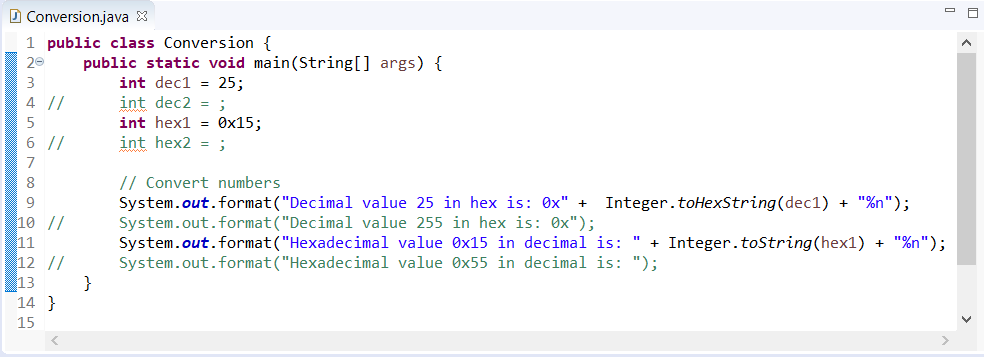 Conversion.java
1 public class Conversion {
2     public static void main(String[] args) {
3         int dec1 = 25;
4 //      int dec2 = ;
5         int hex1 = 0x15;
6 //      int hex2 = ;
7
8         // Convert numbers
9         System.out.format("Decimal value 25 in hex is: 0x" +  Integer.toHexString(dec1) + "%n");
10 //      System.out.format("Decimal value 255 in hex is: 0x");
11         System.out.format("Hexadecimal value 0x15 in decimal is: " + Integer.toString(hex1) + "%n");
12 //      System.out.format("Hexadecimal value 0x55 in decimal is: ");
13     }
14 }
15